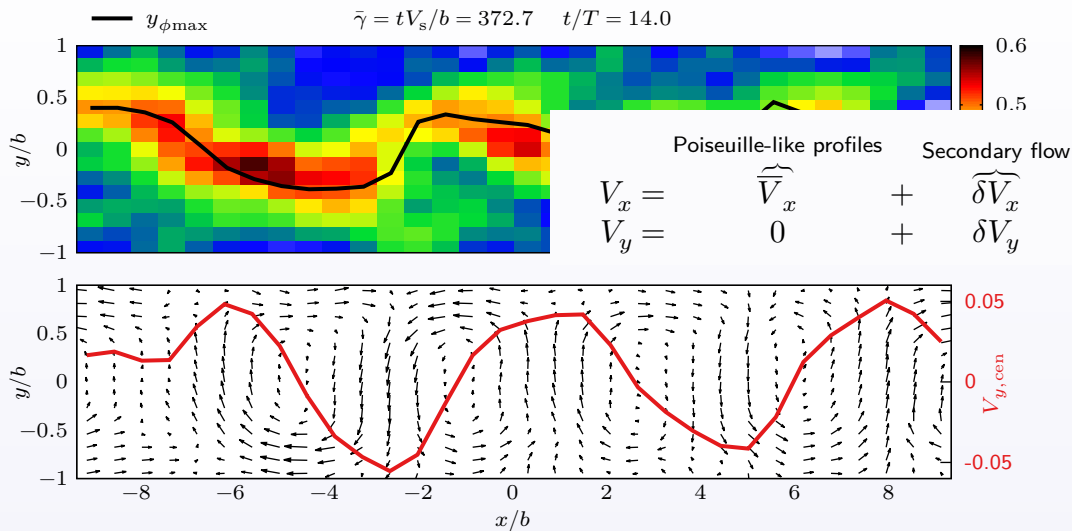 y_ϕmax γ̄ = tV_s/b = 372.7 t/T = 14.0
1
0.5
0
−0.5
−1
y/b
0.6
0.5
Poiseuille-like profiles Secondary flow
V_x = V̅_x + δV_x
V_y = 0 + δV_y
1
0.5
0
−0.5
−1
y/b
0.05
0
-0.05
V_y,cen
−8 −6 −4 −2 0 2 4 6 8
x/b